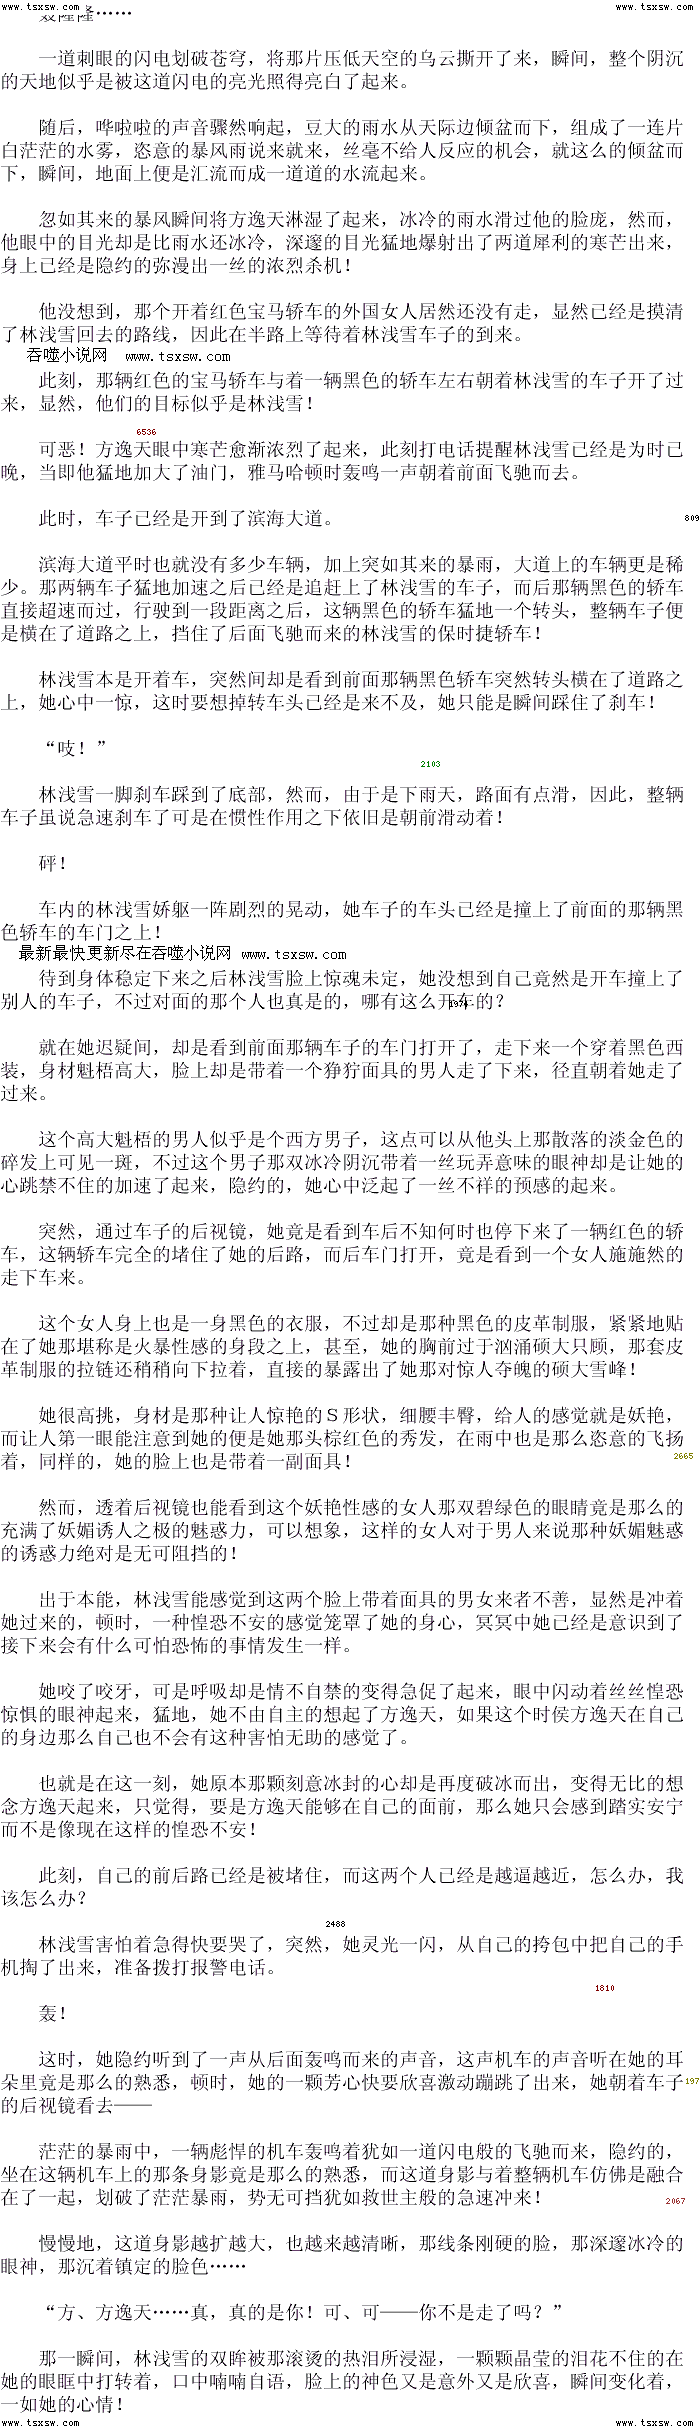 www.tsxsw.com www.tsxsw.com
轰隆隆……
一道刺眼的闪电划破苍穹，将那片压低天空的乌云撕开了来，瞬间，整个阴沉
的天地似乎是被这道闪电的亮光照得亮白了起来。
随后，哗啦啦的声音骤然响起，豆大的雨水从天际边倾盆而下，组成了一连片
白茫茫的水雾，恣意的暴风雨说来就来，丝毫不给人反应的机会，就这么的倾盆而
下，瞬间，地面上便是汇流而成一道道的水流起来。
忽如其来的暴风瞬间将方逸天淋湿了起来，冰冷的雨水滑过他的脸庞，然而，
他眼中的目光却是比雨水还冰冷，深邃的目光猛地爆射出了两道犀利的寒芒出来，
身上已经是隐约的弥漫出一丝的浓烈杀机！
他没想到，那个开着红色宝马轿车的外国女人居然还没有走，显然已经是摸清
了林浅雪回去的路线，因此在半路上等待着林浅雪车子的到来。
吞噬小说网 www.tsxsw.com
此刻，那辆红色的宝马轿车与着一辆黑色的轿车左右朝着林浅雪的车子开了过
来，显然，他们的目标似乎是林浅雪！
6536
可恶！方逸天眼中寒芒愈渐浓烈了起来，此刻打电话提醒林浅雪已经是为时已
晚，当即他猛地加大了油门，雅马哈顿时轰鸣一声朝着前面飞驰而去。
此时，车子已经是开到了滨海大道。
809
滨海大道平时也就没有多少车辆，加上突如其来的暴雨，大道上的车辆更是稀
少。那两辆车子猛地加速之后已经是追赶上了林浅雪的车子，而后那辆黑色的轿车
直接超速而过，行驶到一段距离之后，这辆黑色的轿车猛地一个转头，整辆车子便
是横在了道路之上，挡住了后面飞驰而来的林浅雪的保时捷轿车！
林浅雪本是开着车，突然间却是看到前面那辆黑色轿车突然转头横在了道路之
上，她心中一惊，这时要想掉转车头已经是来不及，她只能是瞬间踩住了刹车！
“吱！”
2103
林浅雪一脚刹车踩到了底部，然而，由于是下雨天，路面有点滑，因此，整辆
车子虽说急速刹车了可是在惯性作用之下依旧是朝前滑动着！
砰！
车内的林浅雪娇躯一阵剧烈的晃动，她车子的车头已经是撞上了前面的那辆黑
色轿车的车门之上！
最新最快更新尽在吞噬小说网 www.tsxsw.com
待到身体稳定下来之后林浅雪脸上惊魂未定，她没想到自己竟然是开车撞上了
别人的车子，不过对面的那个人也真是的，哪有这么开车的？
就在她迟疑间，却是看到前面那辆车子的车门打开了，走下来一个穿着黑色西
装，身材魁梧高大，脸上却是带着一个狰狞面具的男人走了下来，径直朝着她走了
过来。
这个高大魁梧的男人似乎是个西方男子，这点可以从他头上那散落的淡金色的
碎发上可见一斑，不过这个男子那双冰冷阴沉带着一丝玩弄意味的眼神却是让她的
心跳禁不住的加速了起来，隐约的，她心中泛起了一丝不祥的预感的起来。
突然，通过车子的后视镜，她竟是看到车后不知何时也停下来了一辆红色的轿
车，这辆轿车完全的堵住了她的后路，而后车门打开，竟是看到一个女人施施然的
走下车来。
这个女人身上也是一身黑色的衣服，不过却是那种黑色的皮革制服，紧紧地贴
在了她那堪称是火暴性感的身段之上，甚至，她的胸前过于汹涌硕大只顾，那套皮
革制服的拉链还稍稍向下拉着，直接的暴露出了她那对惊人夺魄的硕大雪峰！
她很高挑，身材是那种让人惊艳的Ｓ形状，细腰丰臀，给人的感觉就是妖艳，
而让人第一眼能注意到她的便是她那头棕红色的秀发，在雨中也是那么恣意的飞扬
着，同样的，她的脸上也是带着一副面具！
2665
然而，透着后视镜也能看到这个妖艳性感的女人那双碧绿色的眼睛竟是那么的
充满了妖媚诱人之极的魅惑力，可以想象，这样的女人对于男人来说那种妖媚魅惑
的诱惑力绝对是无可阻挡的！
出于本能，林浅雪能感觉到这两个脸上带着面具的男女来者不善，显然是冲着
她过来的，顿时，一种惶恐不安的感觉笼罩了她的身心，冥冥中她已经是意识到了
接下来会有什么可怕恐怖的事情发生一样。
她咬了咬牙，可是呼吸却是情不自禁的变得急促了起来，眼中闪动着丝丝惶恐
惊惧的眼神起来，猛地，她不由自主的想起了方逸天，如果这个时侯方逸天在自己
的身边那么自己也不会有这种害怕无助的感觉了。
也就是在这一刻，她原本那颗刻意冰封的心却是再度破冰而出，变得无比的想
念方逸天起来，只觉得，要是方逸天能够在自己的面前，那么她只会感到踏实安宁
而不是像现在这样的惶恐不安！
此刻，自己的前后路已经是被堵住，而这两个人已经是越逼越近，怎么办，我
该怎么办？
2488
林浅雪害怕着急得快要哭了，突然，她灵光一闪，从自己的挎包中把自己的手
机掏了出来，准备拨打报警电话。
1810
轰！
这时，她隐约听到了一声从后面轰鸣而来的声音，这声机车的声音听在她的耳
朵里竟是那么的熟悉，顿时，她的一颗芳心快要欣喜激动蹦跳了出来，她朝着车子
197
的后视镜看去——
茫茫的暴雨中，一辆彪悍的机车轰鸣着犹如一道闪电般的飞驰而来，隐约的，
坐在这辆机车上的那条身影竟是那么的熟悉，而这道身影与着整辆机车仿佛是融合
在了一起，划破了茫茫暴雨，势无可挡犹如救世主般的急速冲来！
2067
慢慢地，这道身影越扩越大，也越来越清晰，那线条刚硬的脸，那深邃冰冷的
眼神，那沉着镇定的脸色……
“方、方逸天……真，真的是你！可、可——你不是走了吗？”
那一瞬间，林浅雪的双眸被那滚烫的热泪所浸湿，一颗颗晶莹的泪花不住的在
她的眼眶中打转着，口中喃喃自语，脸上的神色又是意外又是欣喜，瞬间变化着，
一如她的心情！
www.tsxsw.com www.tsxsw.com